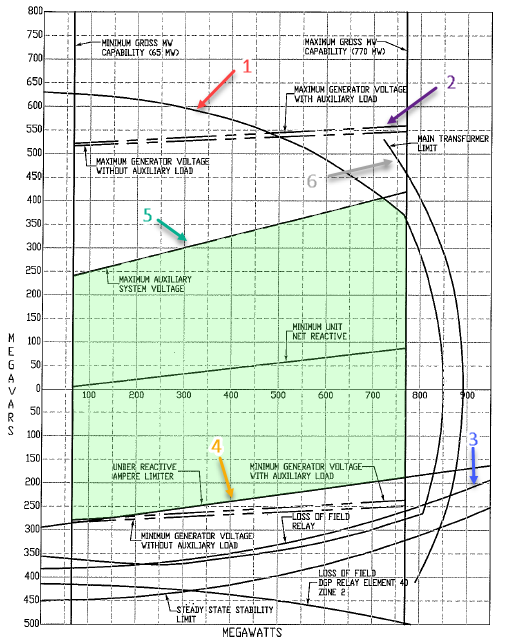 800
750
700
650
600
550
500
450
400
350
300
250
200
150
100
50
0
50
100
150
200
250
300
350
400
450
500
MEGAVARS
MINIMUM GROSS MW
CAPABILITY (65 MW)
MAXIMUM GROSS MW
CAPABILITY (770 MW)
1
MAXIMUM GENERATOR VOLTAGE
WITH AUXILIARY LOAD
2
MAIN TRANSFORMER
LIMIT
MAXIMUM GENERATOR VOLTAGE
WITHOUT AUXILIARY LOAD
6
5
MAXIMUM AUXILIARY
SYSTEM VOLTAGE
MINIMUM UNIT
NET REACTIVE
100 200 300 400 500 600 700 800 900
4
3
UNDER REACTIVE
AMPERE LIMITER
MINIMUM GENERATOR VOLTAGE
WITH AUXILIARY LOAD
LOSS OF FIELD
RELAY
MINIMUM GENERATOR VOLTAGE
WITHOUT AUXILIARY LOAD
LOSS OF FIELD
DGP RELAY ELEMENT 40
ZONE 2
STEADY STATE STABILITY
LIMIT
MEGAWATTS